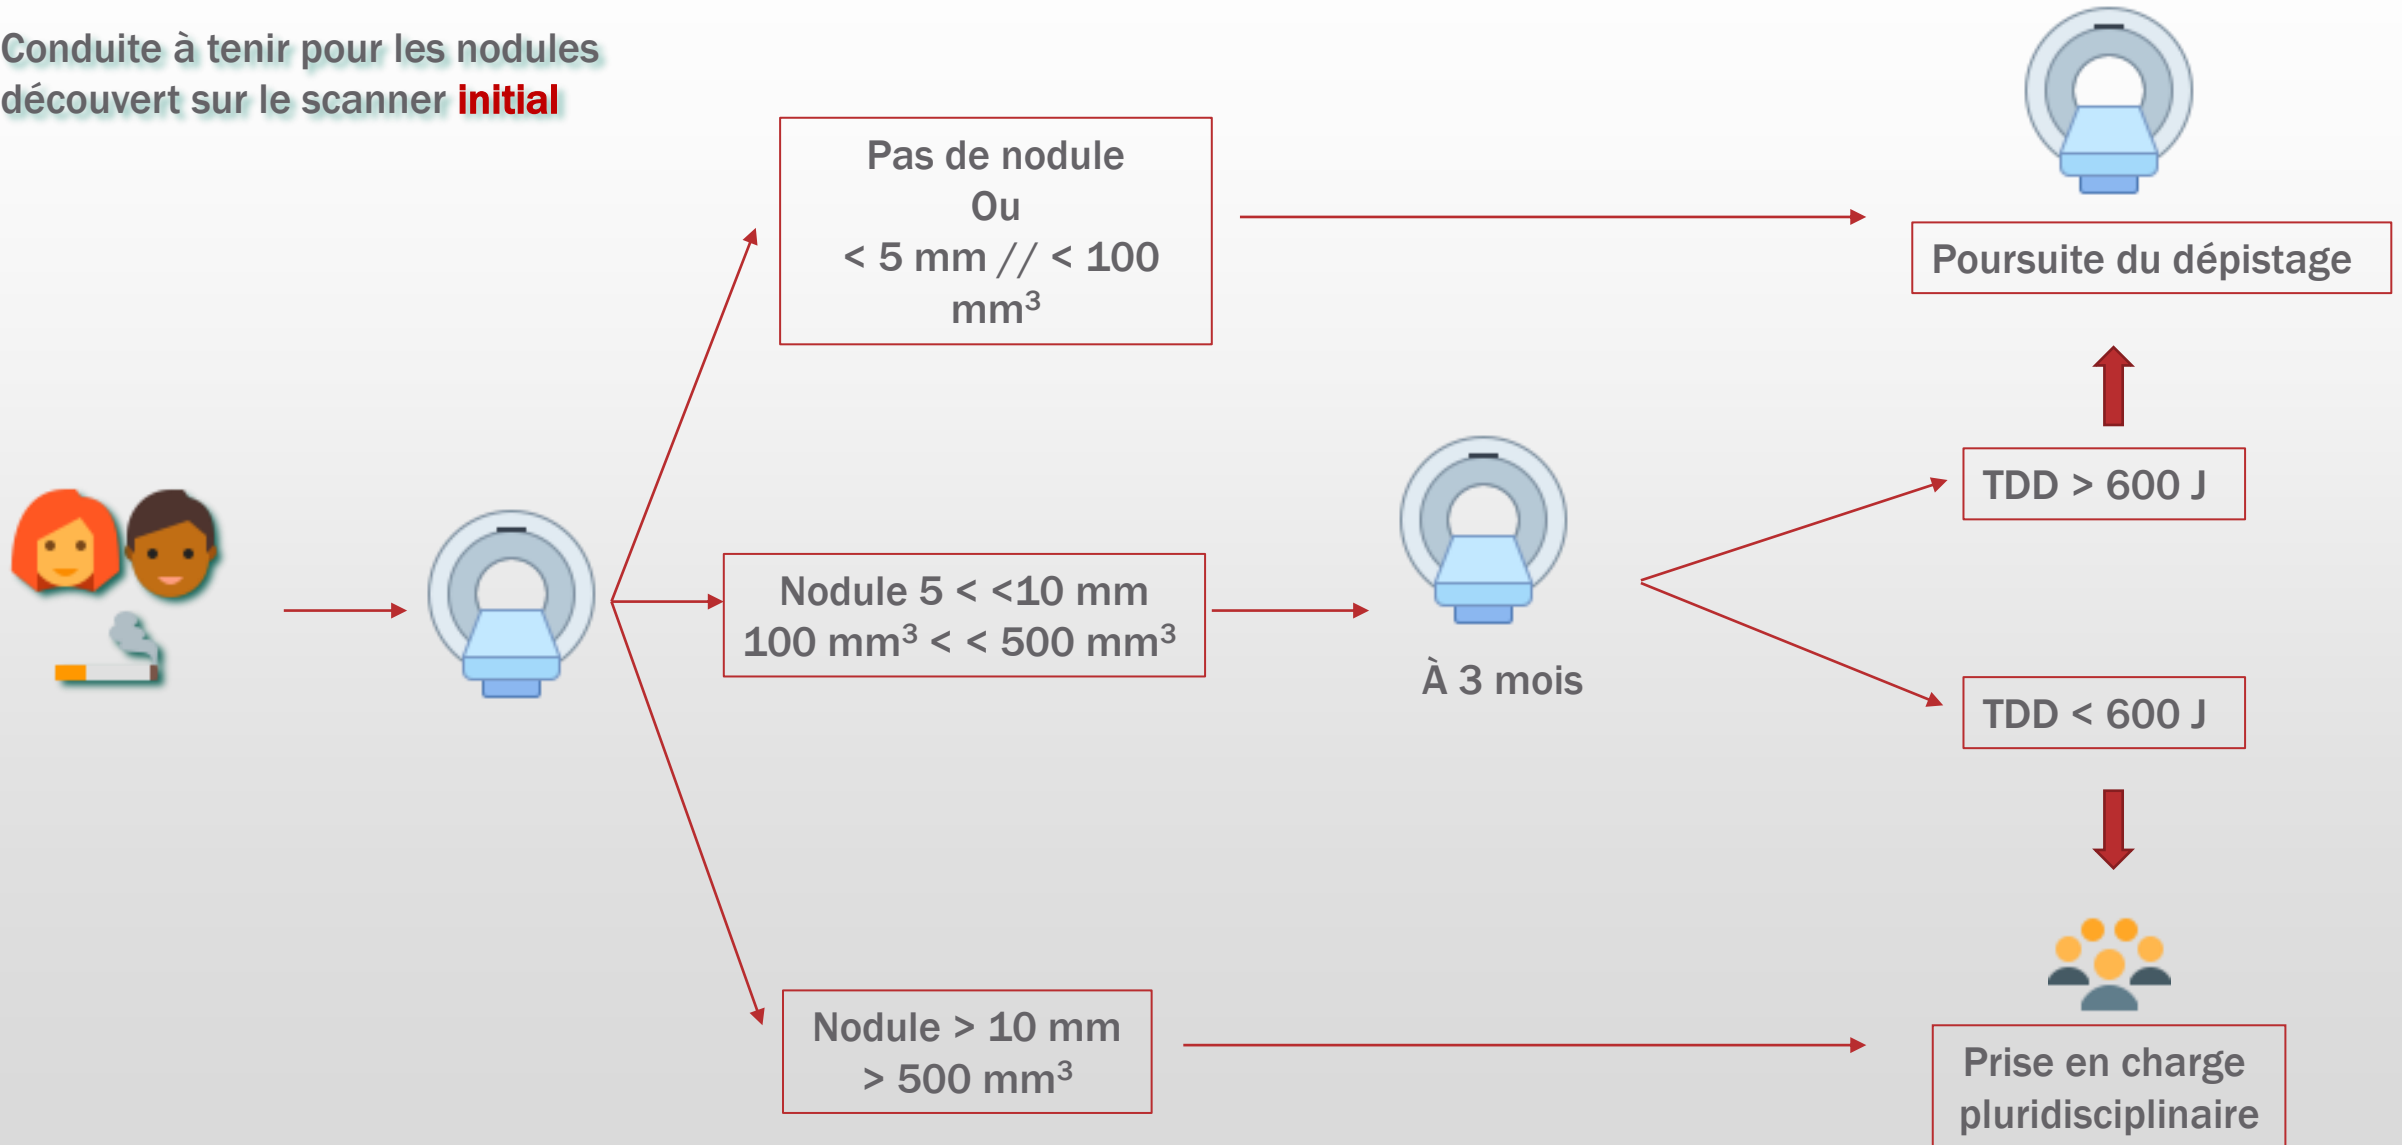 Conduite à tenir pour les nodules
découvert sur le scanner initial
Pas de nodule
Ou
< 5 mm // < 100
mm³
Poursuite du dépistage
TDD > 600 J
Nodule 5 < <10 mm
100 mm³ < < 500 mm³
À 3 mois
TDD < 600 J
Nodule > 10 mm
> 500 mm³
Prise en charge
pluridisciplinaire